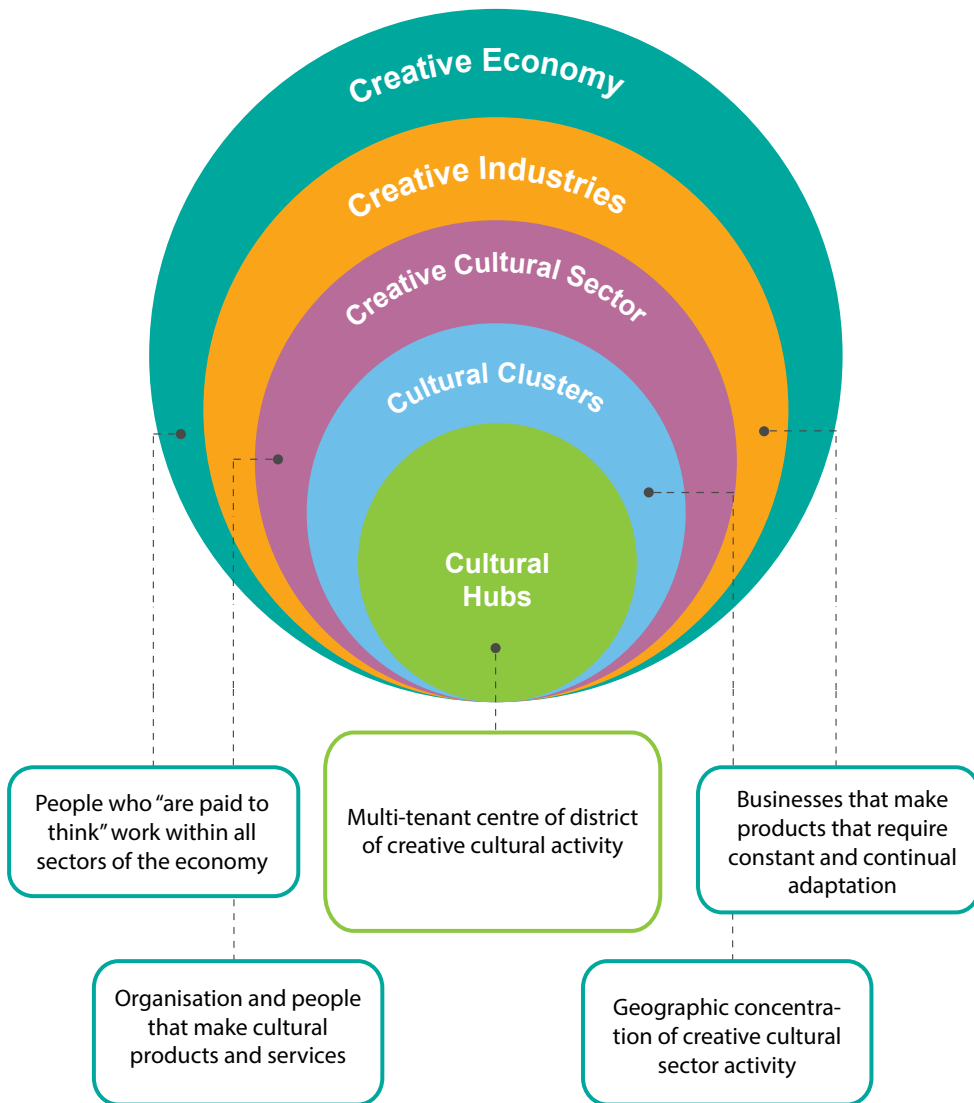 Creative Economy
Creative Industries
Creative Cultural Sector
Cultural Clusters
Cultural
Hubs
People who “are paid to
think” work within all
sectors of the economy
Multi-tenant centre of district
of creative cultural activity
Businesses that make
products that require
constant and continual
adaptation
Organisation and people
that make cultural
products and services
Geographic concentra-
tion of creative cultural
sector activity